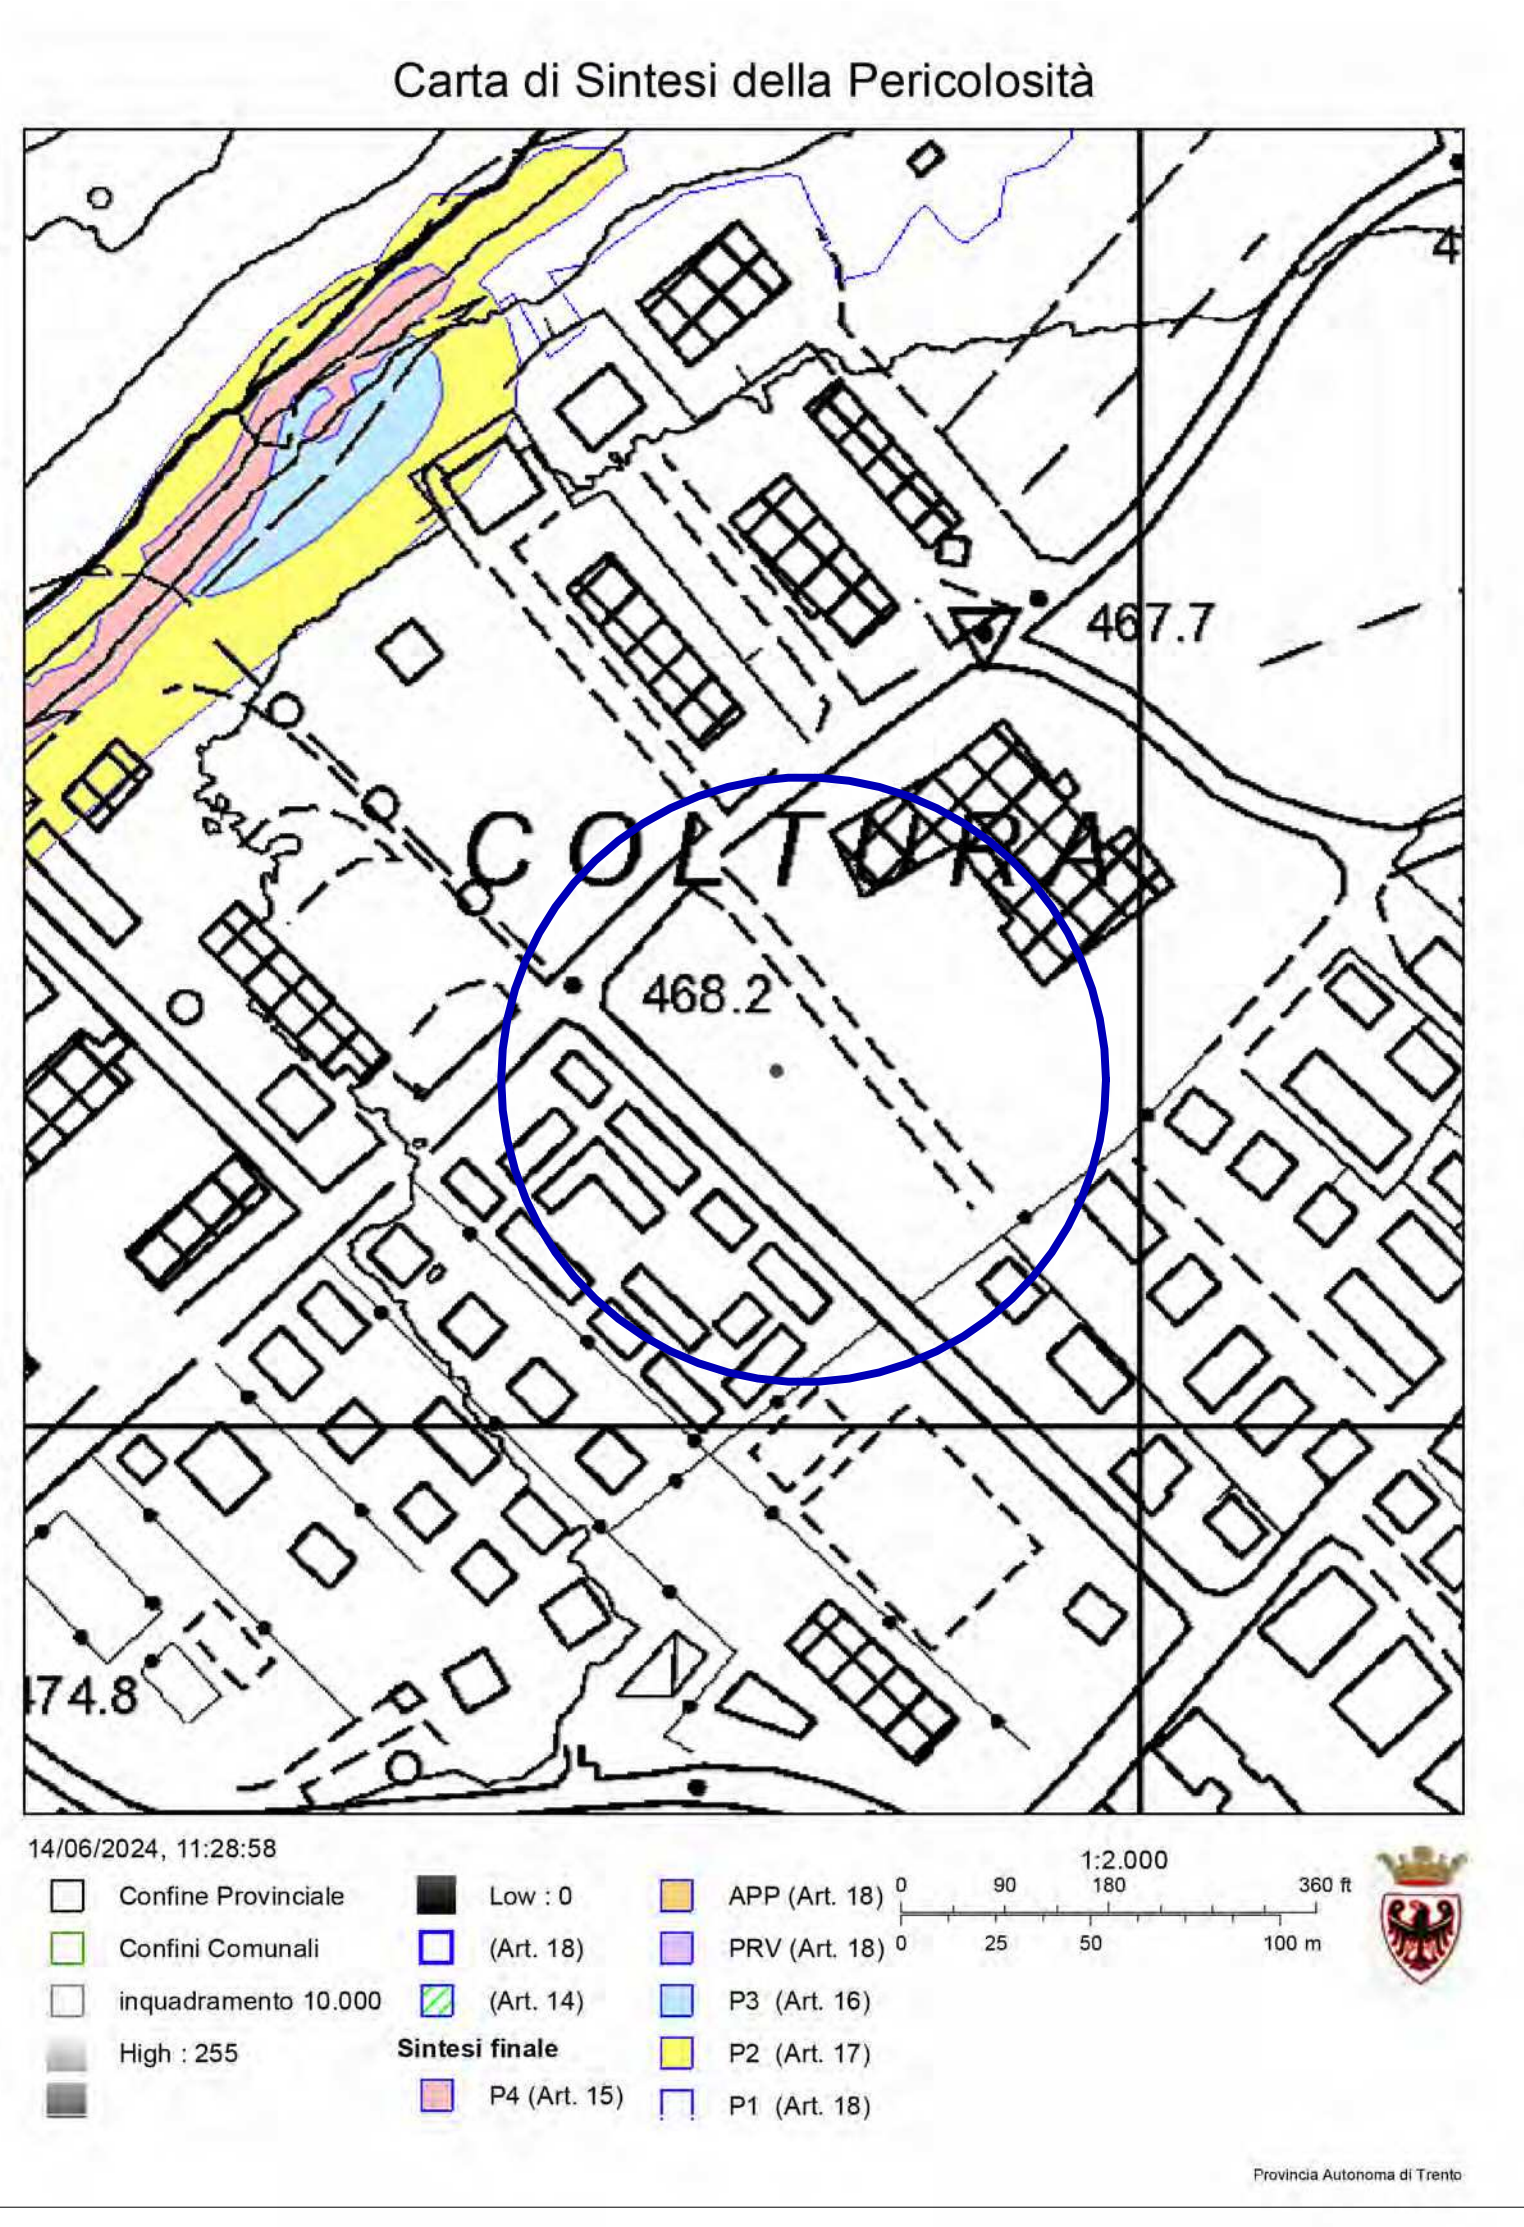 Carta di Sintesi della Pericolosità
4
467.7
COLTURA
468.2
474.8
14/06/2024, 11:28:58
Confine Provinciale
Confini Comunali
inquadramento 10.000
High : 255
Low : 0
(Art. 18)
(Art. 14)
Sintesi finale
P4 (Art. 15)
APP (Art. 18)
PRV (Art. 18)
P3 (Art. 16)
P2 (Art. 17)
P1 (Art. 18)
1:2.000
0 90 180 360 ft
0 25 50 100 m
Provincia Autonoma di Trento